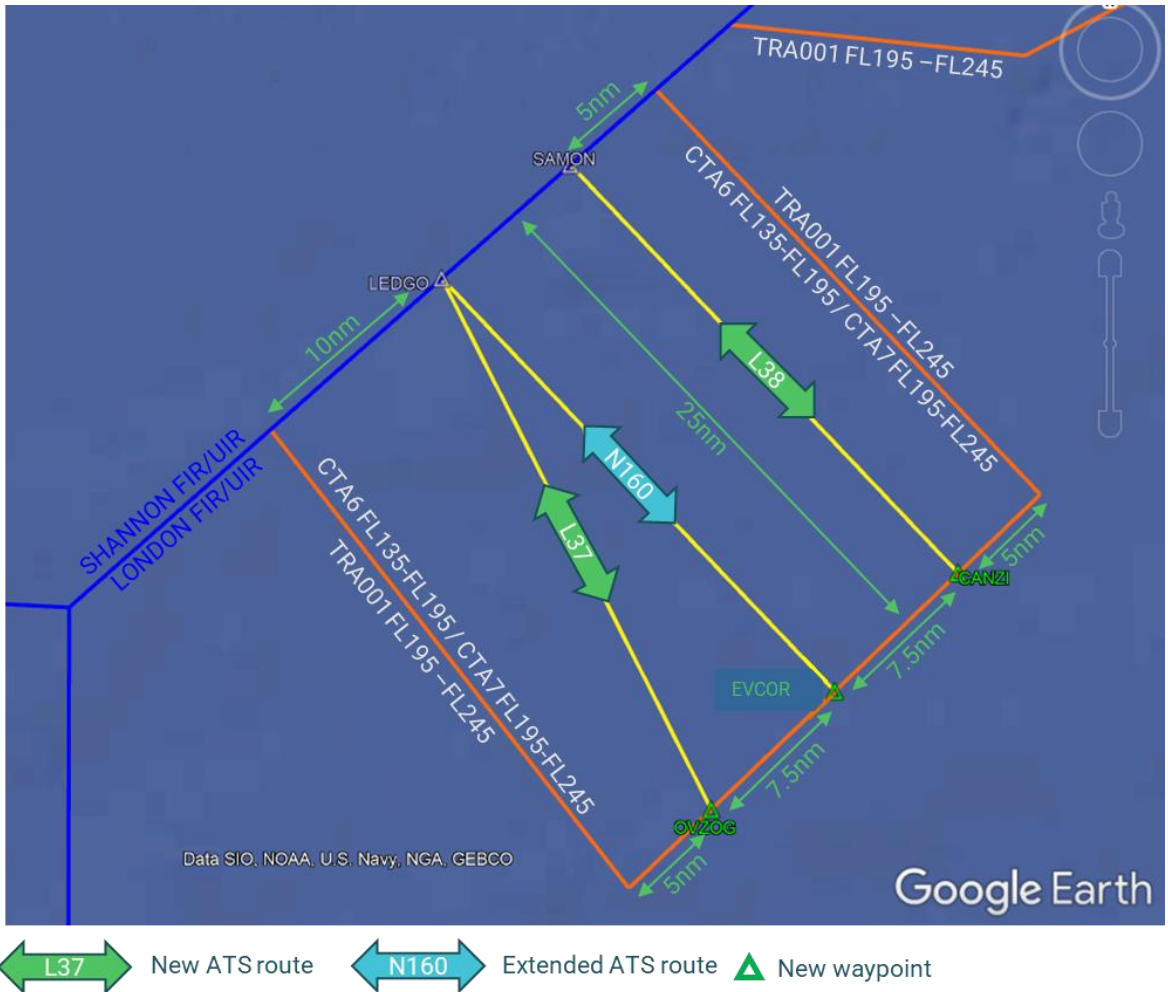 TRA001 FL195 –FL245
5nm
SAMON
TRA001 FL195 –FL245
CTA6 FL135-FL195 / CTA7 FL195-FL245
LEDGO
10nm
L38
25nm
SHANNON FIR/UIR
LONDON FIR/UIR
N160
L37
CTA6 FL135-FL195 / CTA7 FL195-FL245
TRA001 FL195 –FL245
5nm
CANZI
7.5nm
EVCOR
7.5nm
OVZOG
5nm
Data SIO, NOAA, U.S. Navy, NGA, GEBCO
Google Earth
L37 New ATS route N160 Extended ATS route New waypoint